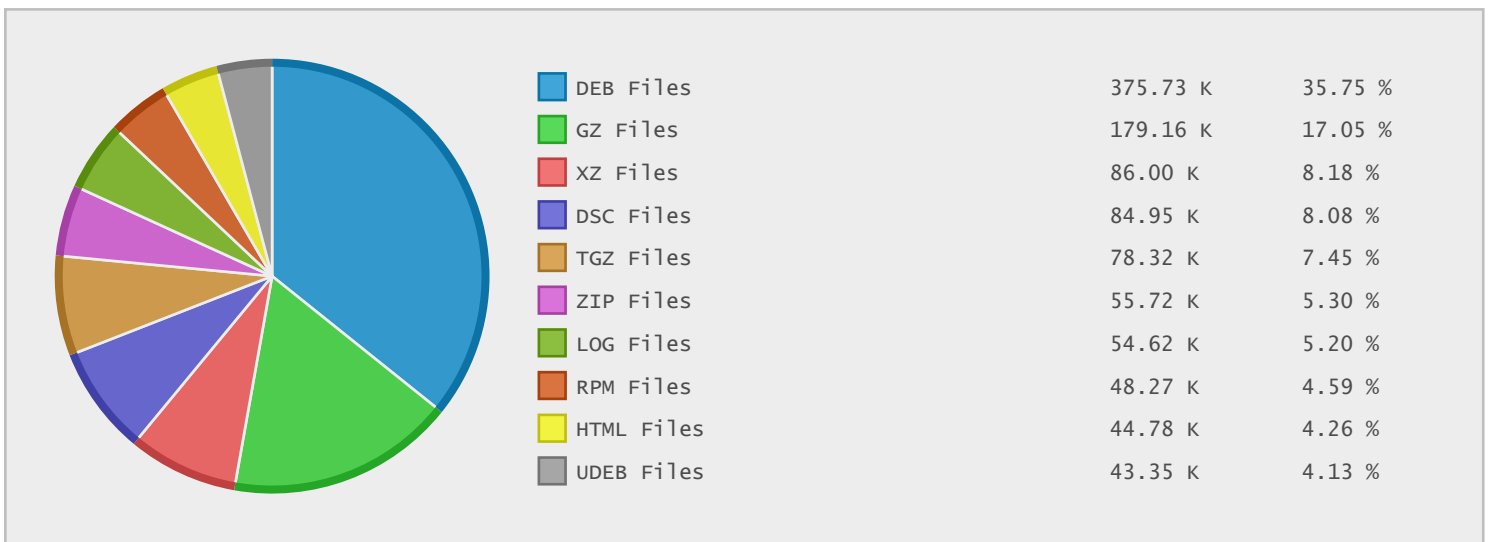 DEB Files 375.73 K 35.75 %
GZ Files 179.16 K 17.05 %
XZ Files 86.00 K 8.18 %
DSC Files 84.95 K 8.08 %
TGZ Files 78.32 K 7.45 %
ZIP Files 55.72 K 5.30 %
LOG Files 54.62 K 5.20 %
RPM Files 48.27 K 4.59 %
HTML Files 44.78 K 4.26 %
UDEB Files 43.35 K 4.13 %